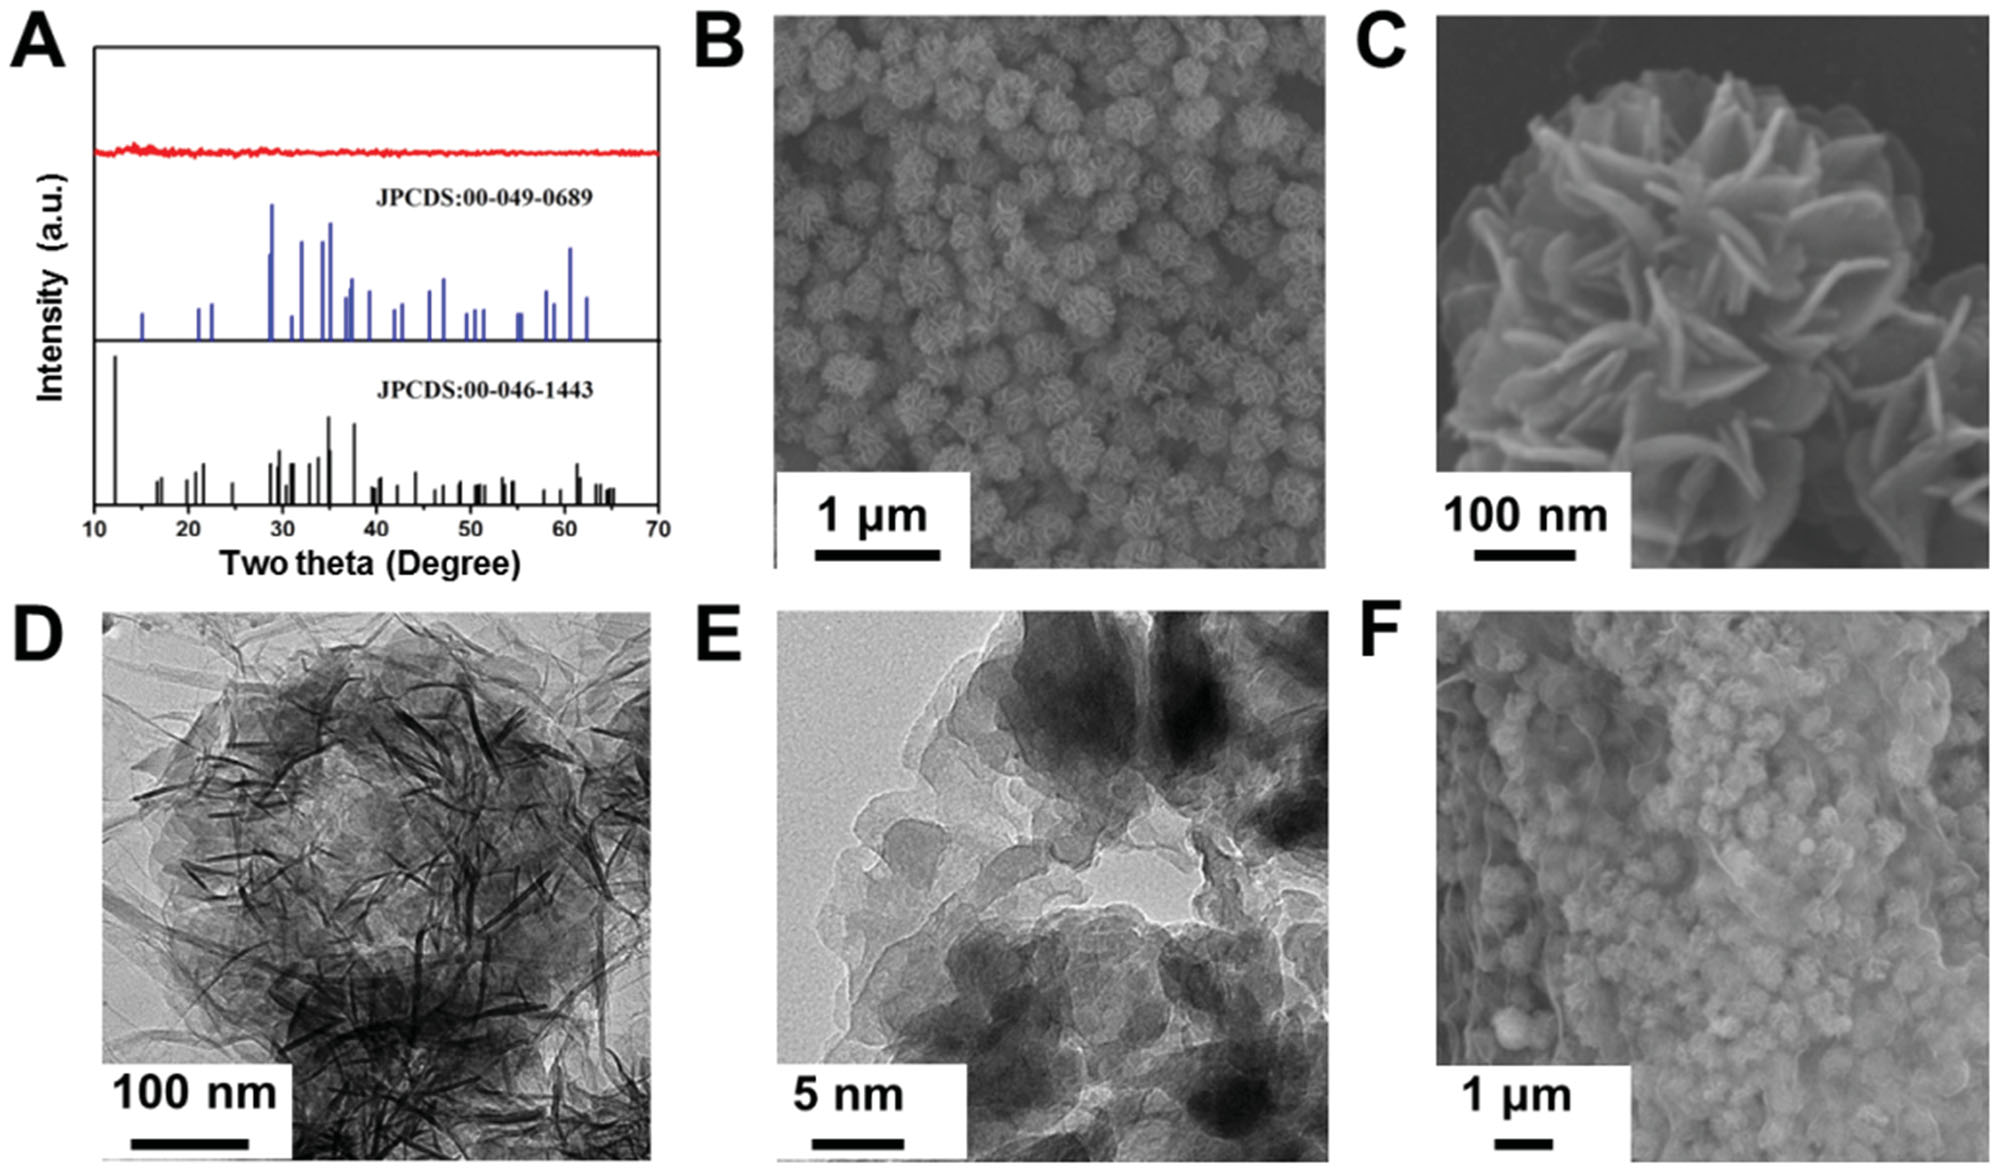 A
Intensity (a.u.)
JPCDS:00-049-0689
JPCDS:00-046-1443
10 20 30 40 50 60 70
Two theta (Degree)
B
1 μm
C
100 nm
D
100 nm
E
5 nm
F
1 μm